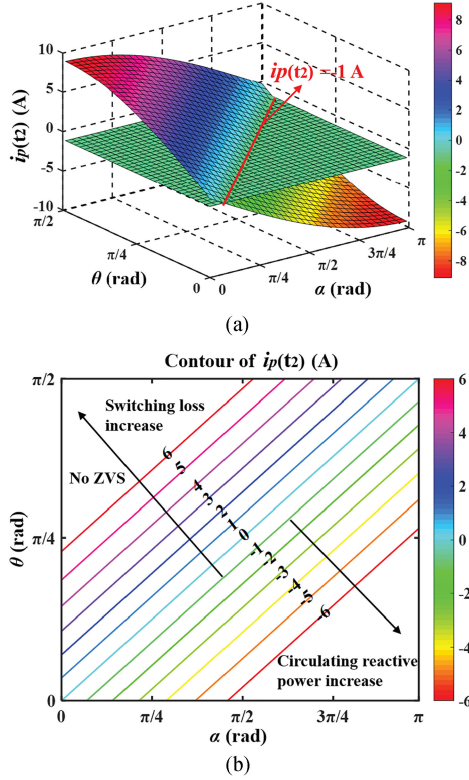 10
5
0
-5
-10
π/2
π/4
0
0
π/4
π/2
3π/4
π
ip(t2) (A)
θ (rad)
α (rad)
ip(t2) = -1 A
8
6
4
2
0
-2
-4
-6
-8
(a)
Contour of ip(t2) (A)
π/2
π/4
0
0
π/4
π/2
3π/4
π
θ (rad)
α (rad)
Switching loss
increase
No ZVS
6
5
4
3
2
1
0
-1
-2
-3
-4
-5
-6
Circulating reactive
power increase
6
4
2
0
-2
-4
-6
(b)